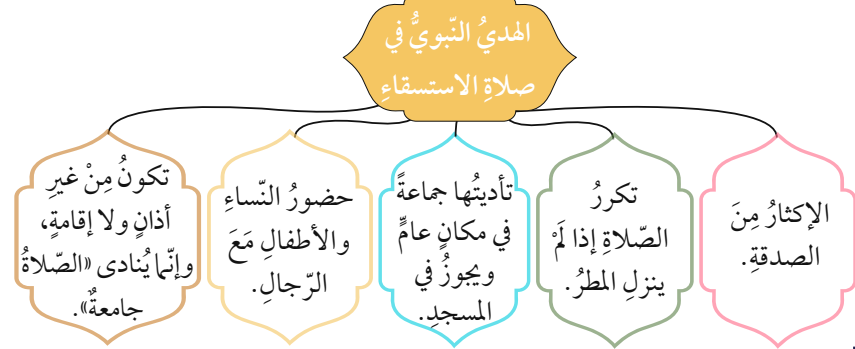 الهديُ النّبويُّ في
صلاةِ الاستسقاءِ
الإكثارُ مِنَ
الصدقةِ.
تكررُ
الصّلاةِ إذا لَمْ
ينزلِ المطرُ.
تأديتُها جماعةً
في مكانٍ عامٍّ
ويجوزُ في
المسجدِ.
حضورُ النّساءِ
والأطفالِ مَعَ
الرّجالِ.
تكونُ مِنْ غيرِ
أذانٍ ولا إقامةٍ،
وإنّما يُنادى «الصّلاةُ
جامعةٌ».